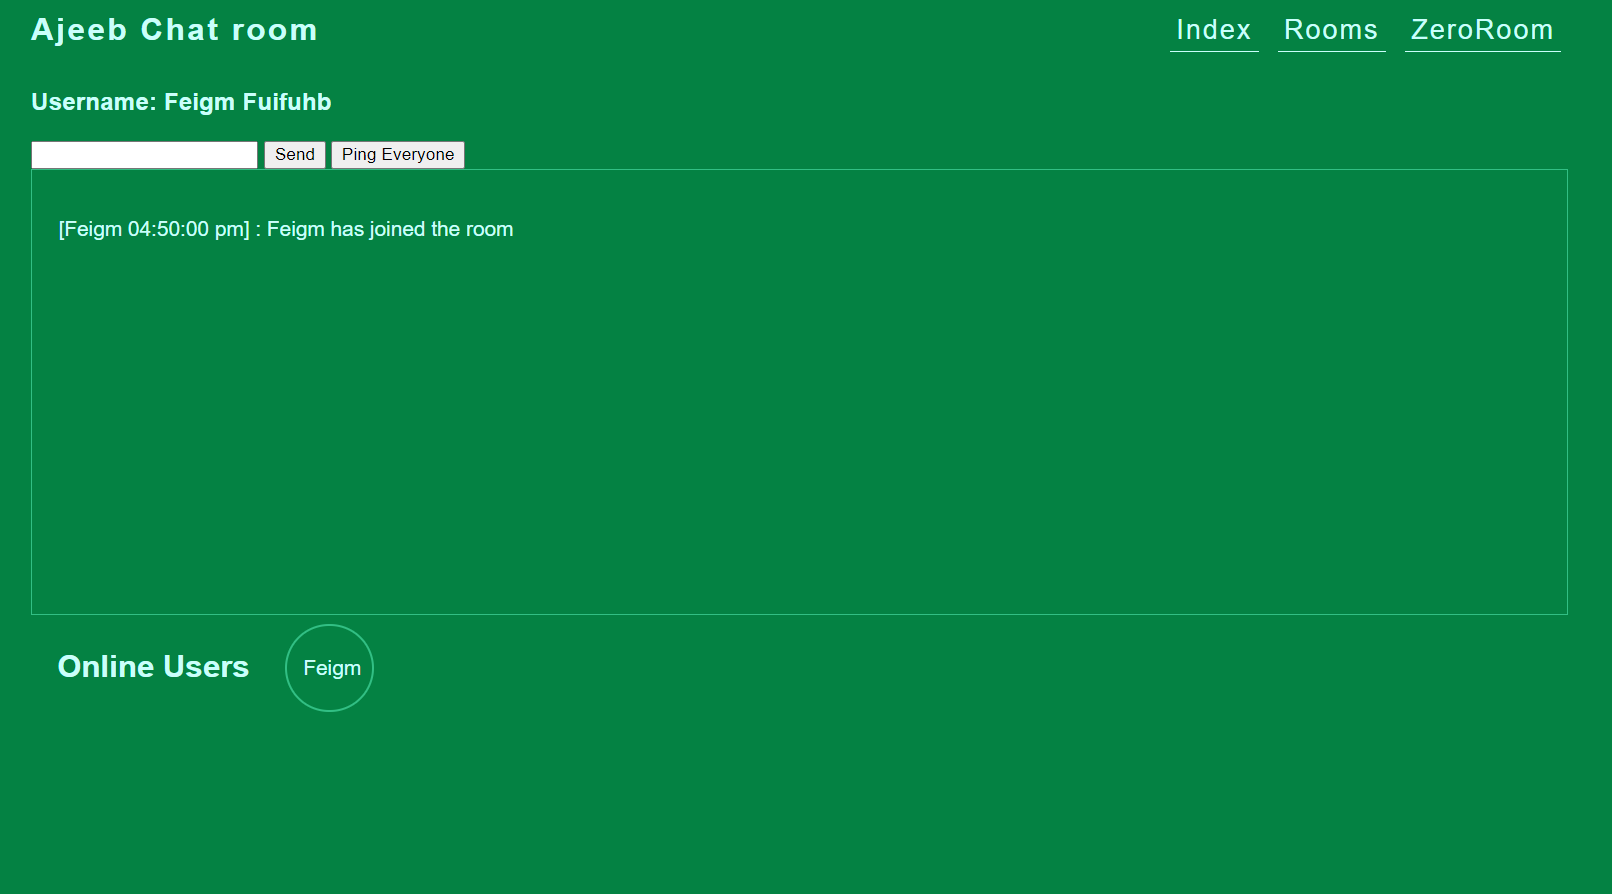 Ajeeb Chat room
Index Rooms ZeroRoom
Username: Feigm Fuifuhb
Send Ping Everyone
[Feigm 04:50:00 pm] : Feigm has joined the room
Online Users Feigm